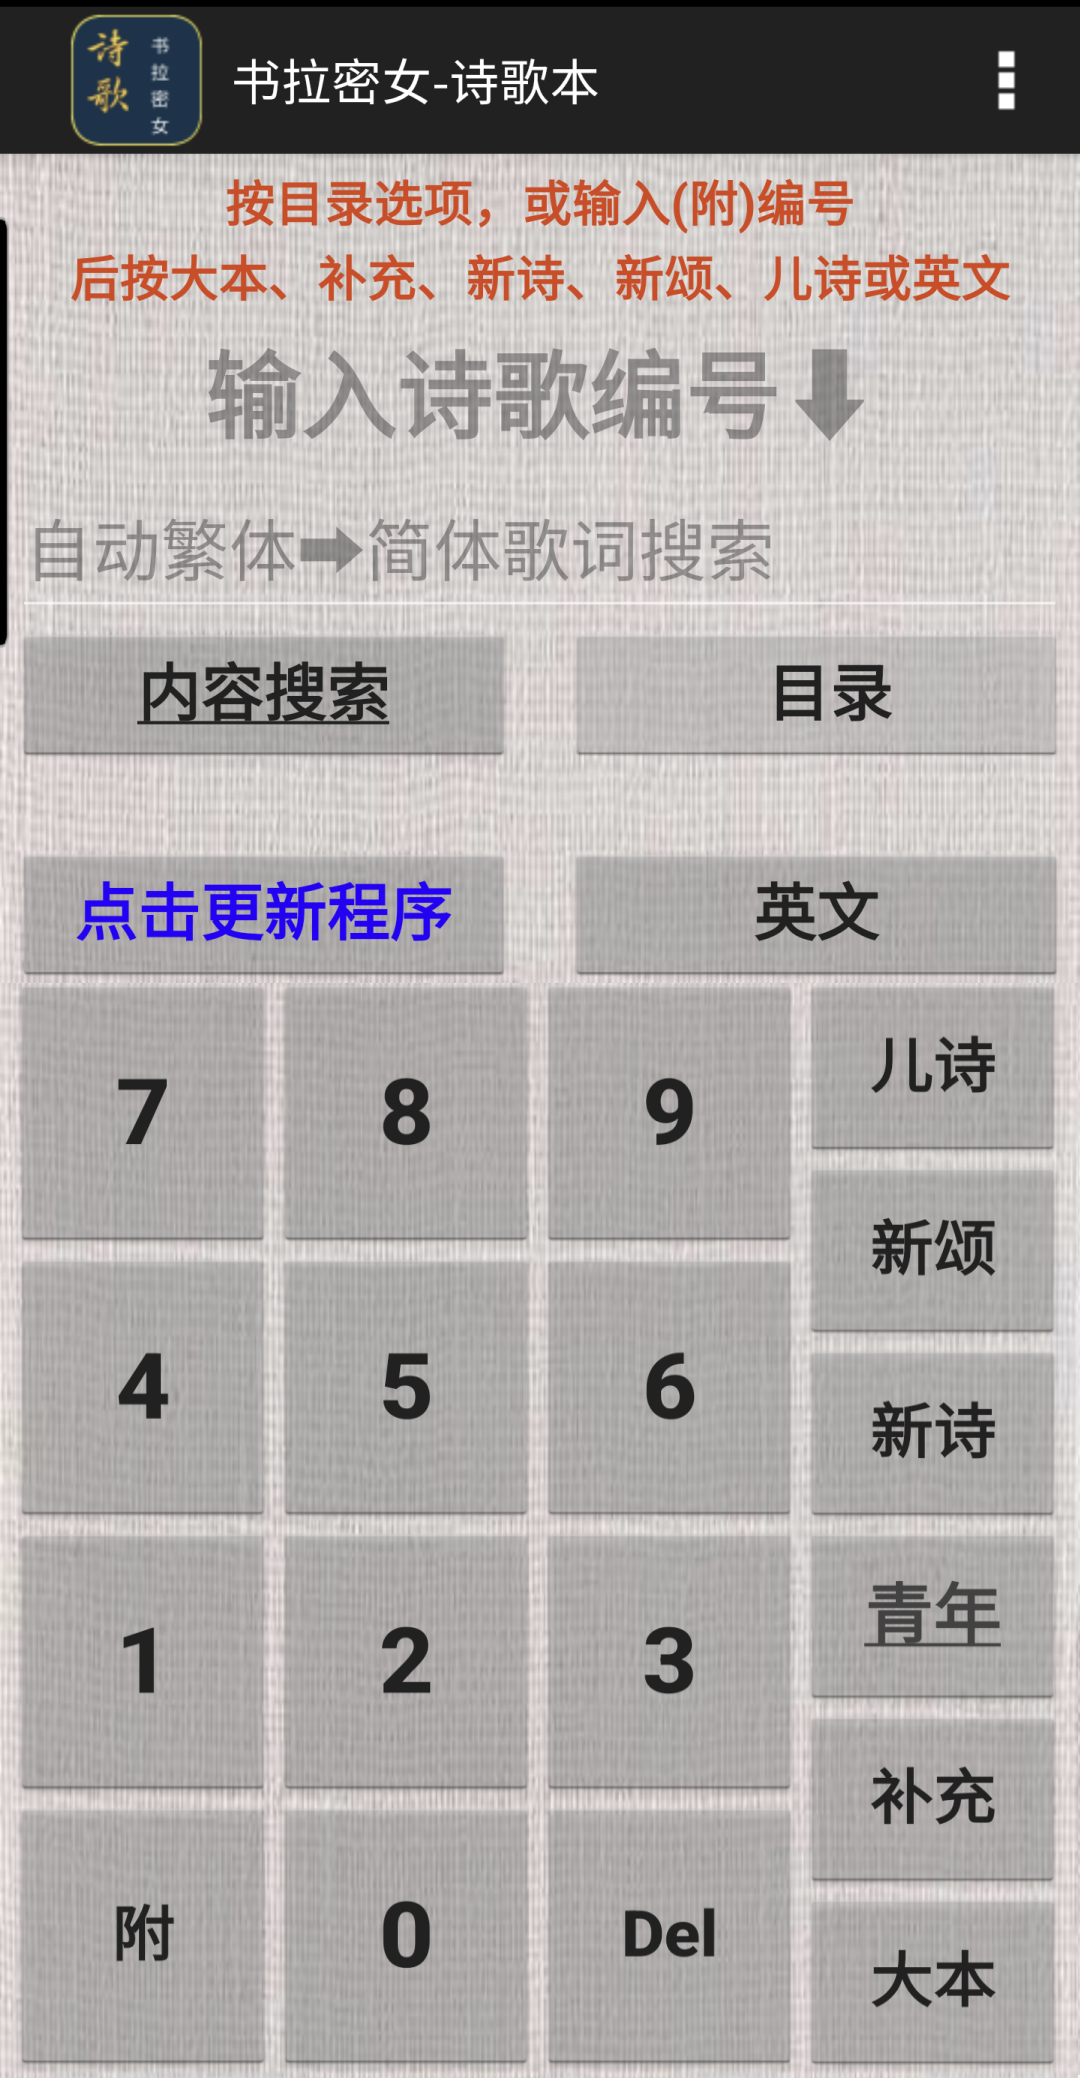 诗歌
书拉密女
书拉密女-诗歌本
按目录选项，或输入(附)编号
后按大本、补充、新诗、新颂、儿诗或英文
输入诗歌编号⬇
自动繁体➡简体歌词搜索
内容搜索
目录
点击更新程序
英文
7
8
9
儿诗
新颂
4
5
6
新诗
1
2
3
青年
补充
附
0
Del
大本